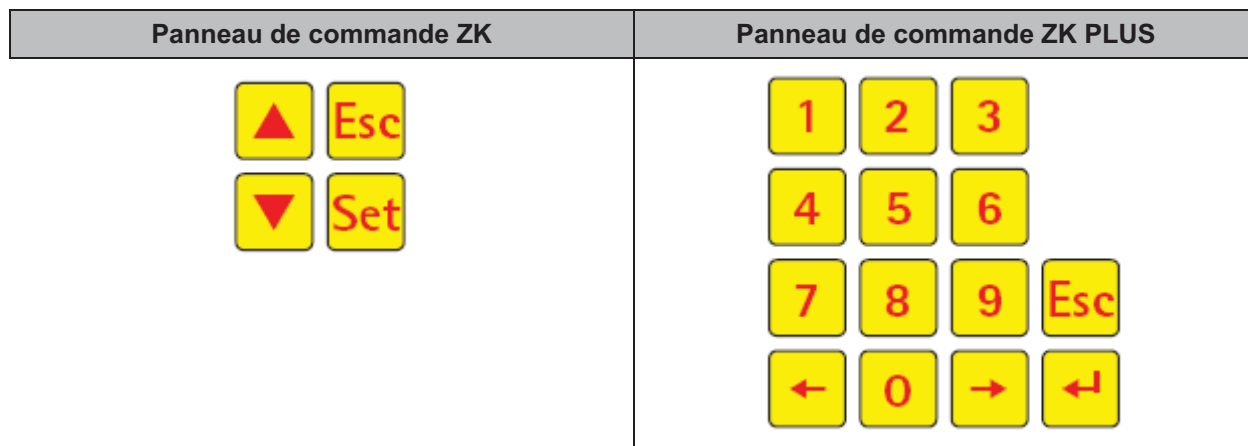 Panneau de commande ZK
Panneau de commande ZK PLUS
▲ Esc
▼ Set
1 2 3
4 5 6
7 8 9 Esc
← 0 → ↵